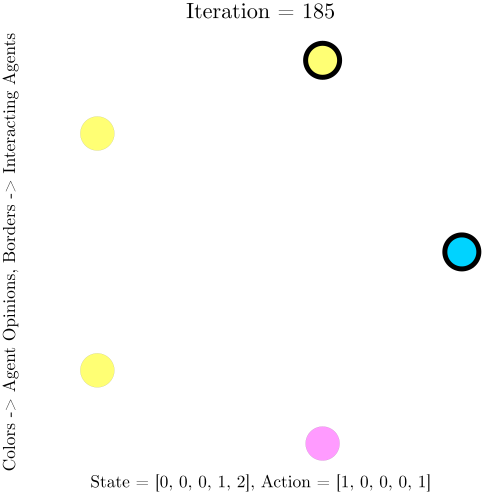 Iteration = 185
Colors -> Agent Opinions, Borders -> Interacting Agents
State = [0, 0, 0, 1, 2], Action = [1, 0, 0, 0, 1]